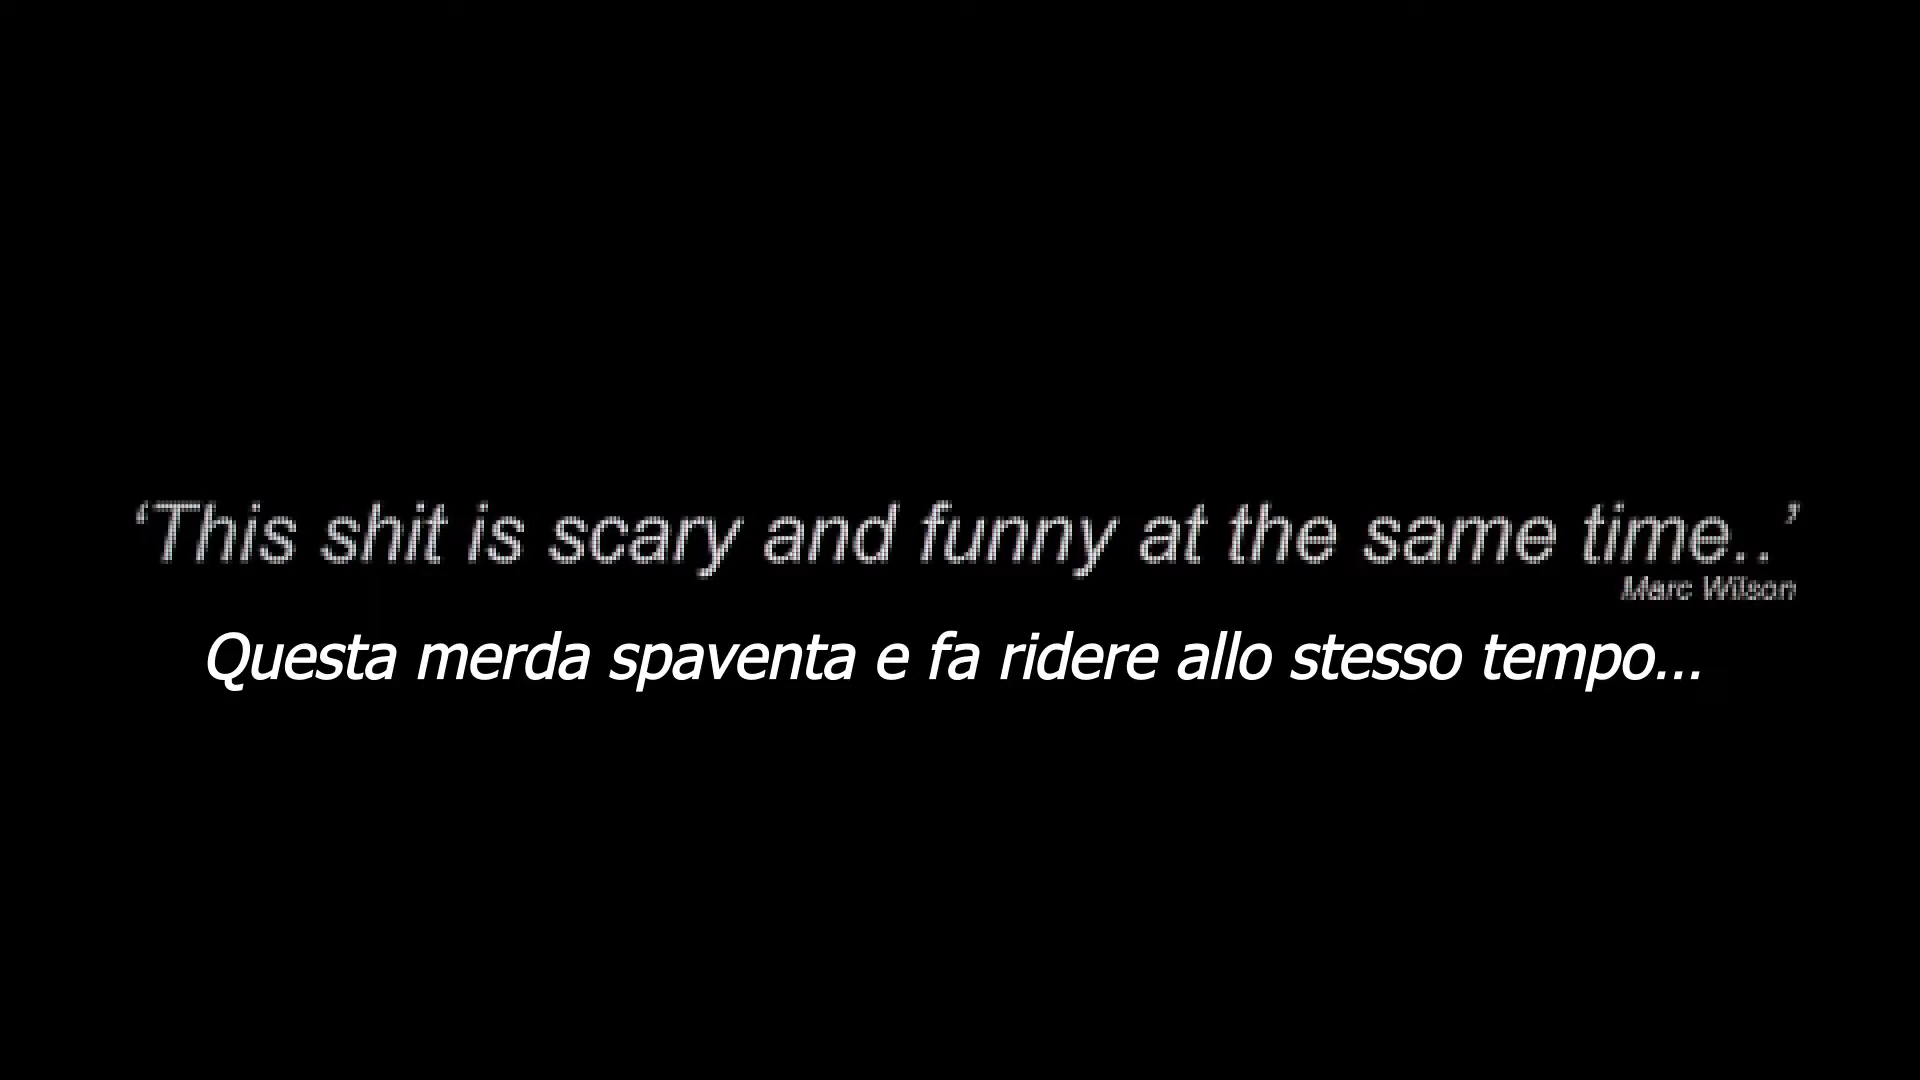 ‘This shit is scary and funny at the same time..’
Marc Wilson
Questa merda spaventa e fa ridere allo stesso tempo...